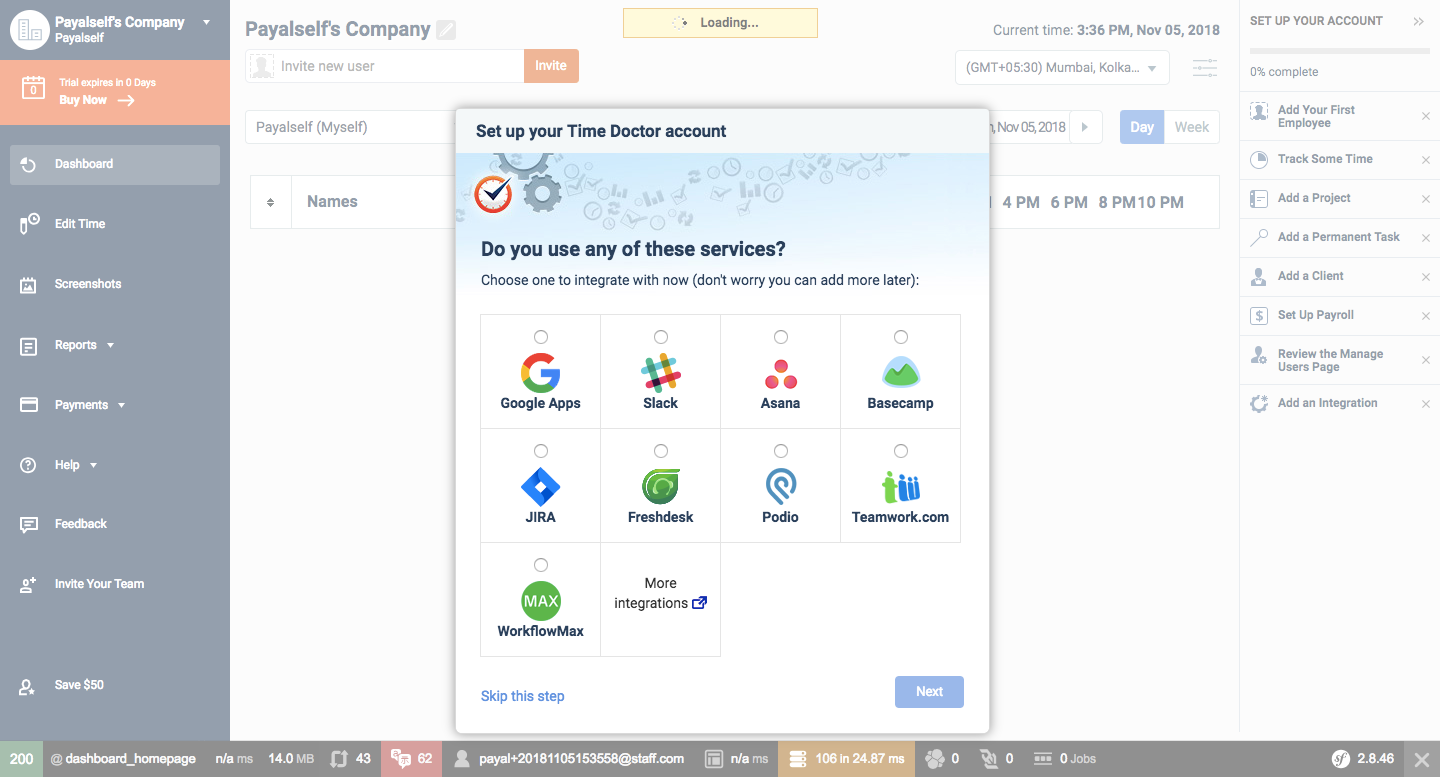 Payalself's Company
Payalself
Trial expires in 0 Days
0
Buy Now
Dashboard
Edit Time
Screenshots
Reports
Payments
Help
Feedback
Invite Your Team
Save $50
Payalself's Company
Loading...
Current time: 3:36 PM, Nov 05, 2018
Invite new user
Invite
(GMT+05:30) Mumbai, Kolka...
Payalself (Myself)
, Nov 05, 2018
Day
Week
Names
4 PM 6 PM 8 PM 10 PM
Set up your Time Doctor account
Do you use any of these services?
Choose one to integrate with now (don't worry you can add more later):
Google Apps
Slack
Asana
Basecamp
JIRA
Freshdesk
Podio
Teamwork.com
MAX
WorkflowMax
More
integrations
Skip this step
Next
SET UP YOUR ACCOUNT
0% complete
Add Your First
Employee
Track Some Time
Add a Project
Add a Permanent Task
Add a Client
$
Set Up Payroll
Review the Manage
Users Page
Add an Integration
200 @ dashboard_homepage n/a ms 14.0 MB 43 62 payal+20181105153558@staff.com n/a ms 106 in 24.87 ms 0 0 0 Jobs sf 2.8.46